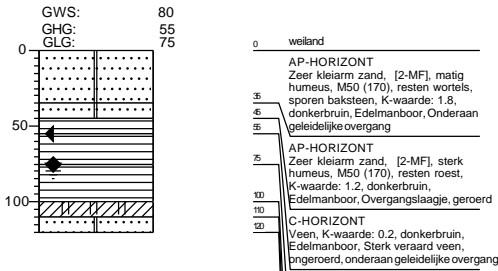 GWS: 80
GHG: 55
GLG: 75
0
50
100
0 weiland
AP-HORIZONT
Zeer kleiarm zand, [2-MF], matig
humeus, M50 (170), resten wortels,
sporen baksteen, K-waarde: 1.8,
donkerbruin, Edelmanboor, Onderaan
geleidelijke overgang
35
45
55
AP-HORIZONT
Zeer kleiarm zand, [2-MF], sterk
humeus, M50 (170), resten roest,
K-waarde: 1.2, donkerbruin,
Edelmanboor, Overgangslaagje, geroerd
75
100
110
120
C-HORIZONT
Veen, K-waarde: 0.2, donkerbruin,
Edelmanboor, Sterk veraard veen,
ongeroerd, onderaan geleidelijke overgang